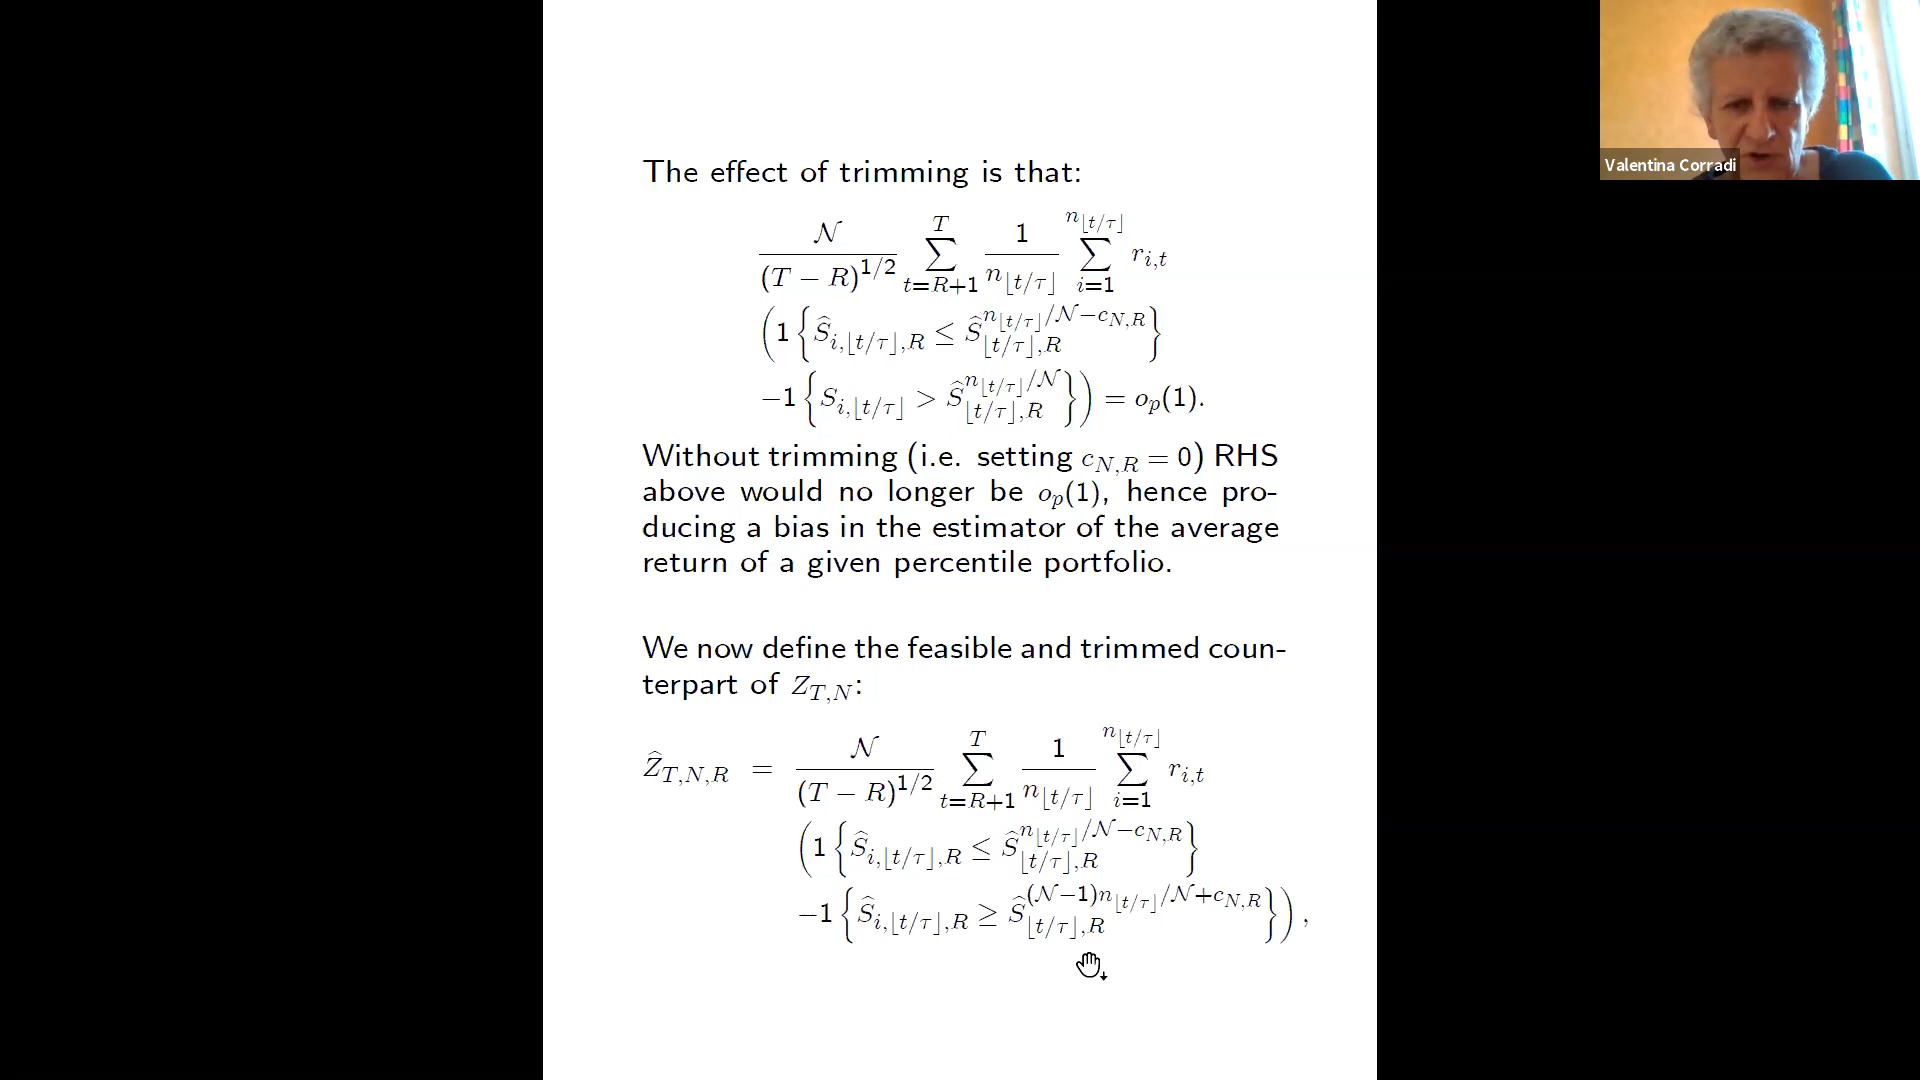 The effect of trimming is that:
$\frac{\mathcal{N}}{(T-R)^{1/2}} \sum_{t=R+1}^{T} \frac{1}{n_{\lfloor t/\tau \rfloor}} \sum_{i=1}^{n_{\lfloor t/\tau \rfloor}} r_{i,t}$
$\left( 1\left\{ \widehat{S}_{i,\lfloor t/\tau \rfloor,R} \leq \widehat{S}_{\lfloor t/\tau \rfloor,R}^{n_{\lfloor t/\tau \rfloor}/\mathcal{N}-c_{N,R}} \right\} \right.$
$\left. -1\left\{ S_{i,\lfloor t/\tau \rfloor} > \widehat{S}_{\lfloor t/\tau \rfloor,R}^{n_{\lfloor t/\tau \rfloor}/\mathcal{N}} \right\} \right) = o_p(1).$
Without trimming (i.e. setting $c_{N,R} = 0$) RHS
above would no longer be $o_p(1)$, hence pro-
ducing a bias in the estimator of the average
return of a given percentile portfolio.
We now define the feasible and trimmed coun-
terpart of $Z_{T,N}$:
$\widehat{Z}_{T,N,R} = \frac{\mathcal{N}}{(T-R)^{1/2}} \sum_{t=R+1}^{T} \frac{1}{n_{\lfloor t/\tau \rfloor}} \sum_{i=1}^{n_{\lfloor t/\tau \rfloor}} r_{i,t}$
$\left( 1\left\{ \widehat{S}_{i,\lfloor t/\tau \rfloor,R} \leq \widehat{S}_{\lfloor t/\tau \rfloor,R}^{n_{\lfloor t/\tau \rfloor}/\mathcal{N}-c_{N,R}} \right\} \right.$
$\left. -1\left\{ \widehat{S}_{i,\lfloor t/\tau \rfloor,R} \geq \widehat{S}_{\lfloor t/\tau \rfloor,R}^{(\mathcal{N}-1)n_{\lfloor t/\tau \rfloor}/\mathcal{N}+c_{N,R}} \right\} \right),$
Valentina Corradi